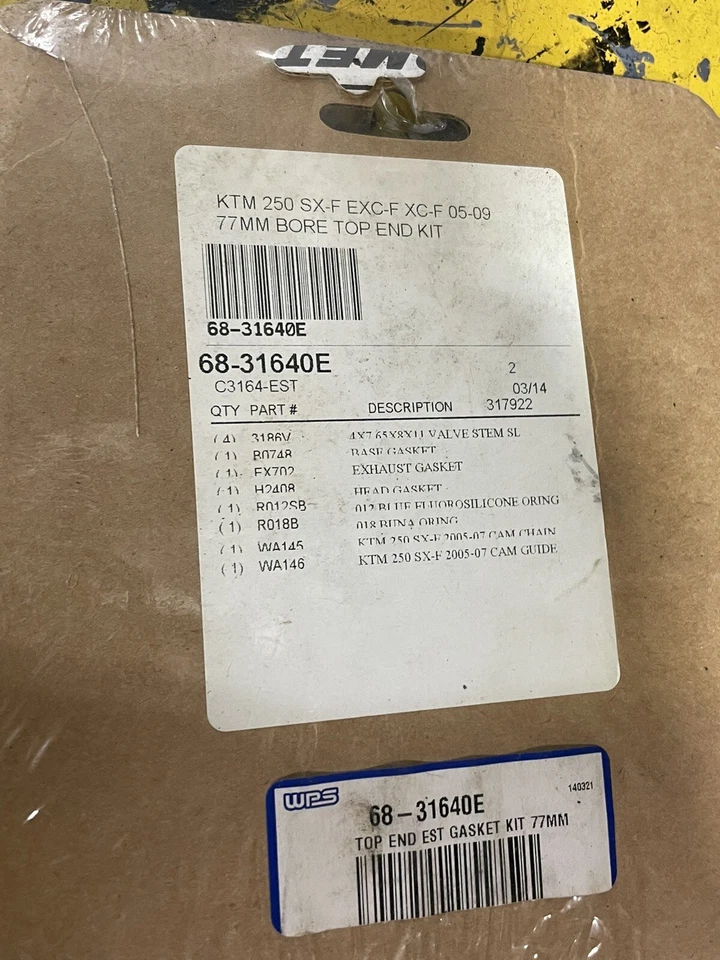 KTM 250 SX-F EXC-F XC-F 05-09
77MM BORE TOP END KIT
68-31640E
68-31640E 2
C3164-EST 03/14
QTY PART # DESCRIPTION 317922
(4) 3186V 4X7.65X8X11 VALVE STEM SL
(1) B0748 BASE GASKET
(1) EX702 EXHAUST GASKET
(1) H2408 HEAD GASKET
(1) R012SB 012 BLUE FLUOROSILICONE ORING
(1) R018B 018 BUNA ORING
(1) WA145 KTM 250 SX-F 2005-07 CAM CHAIN
(1) WA146 KTM 250 SX-F 2005-07 CAM GUIDE
WPS 140321
68-31640E
TOP END EST GASKET KIT 77MM